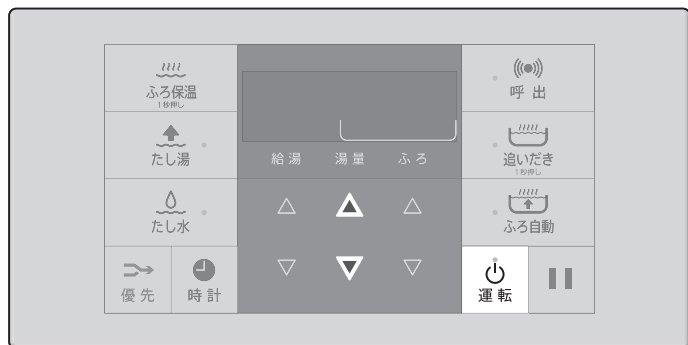 ふろ保温
1秒押し
たし湯
たし水
優先
時計
給湯 湯量 ふろ
呼出
追いだき
1秒押し
ふろ自動
運転